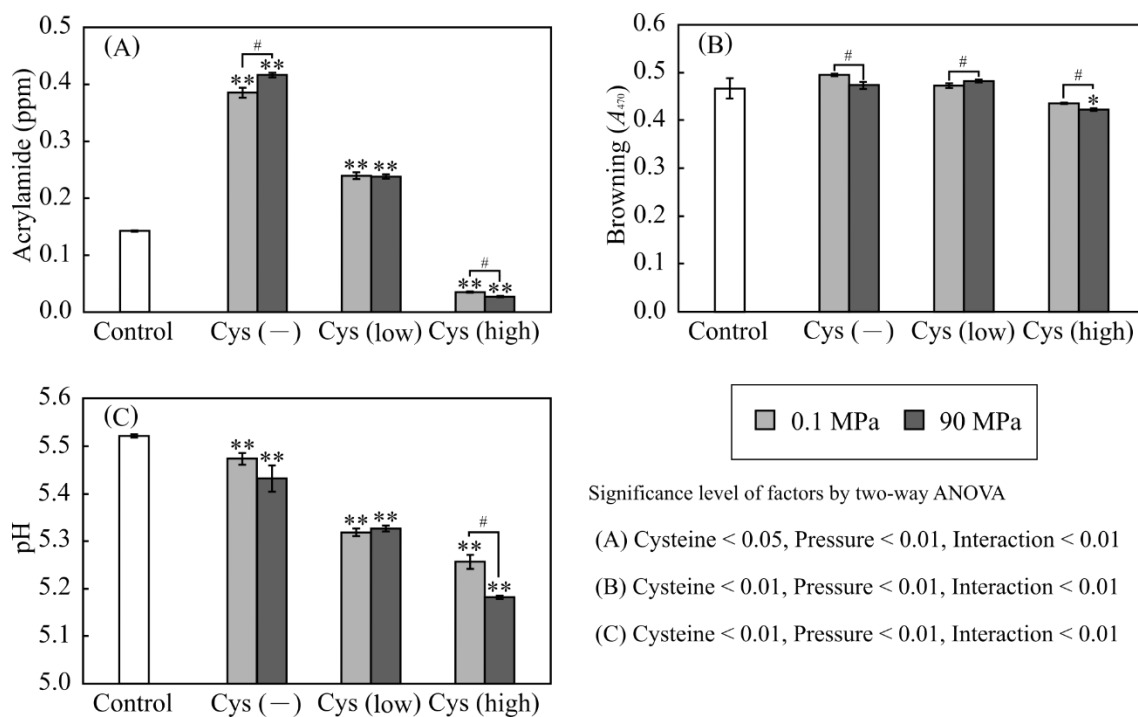 (A)
Acrylamide (ppm)
0.5
0.4
0.3
0.2
0.1
0.0
#
** **
** **
#
** **
Control Cys (—) Cys (low) Cys (high)
(B)
Browning (A₄₇₀)
0.6
0.5
0.4
0.3
0.2
0.1
0.0
#
#
#
*
Control Cys (—) Cys (low) Cys (high)
(C)
pH
5.6
5.5
5.4
5.3
5.2
5.1
5.0
** **
** **
#
** **
Control Cys (—) Cys (low) Cys (high)
0.1 MPa 90 MPa
Significance level of factors by two-way ANOVA
(A) Cysteine < 0.05, Pressure < 0.01, Interaction < 0.01
(B) Cysteine < 0.01, Pressure < 0.01, Interaction < 0.01
(C) Cysteine < 0.01, Pressure < 0.01, Interaction < 0.01